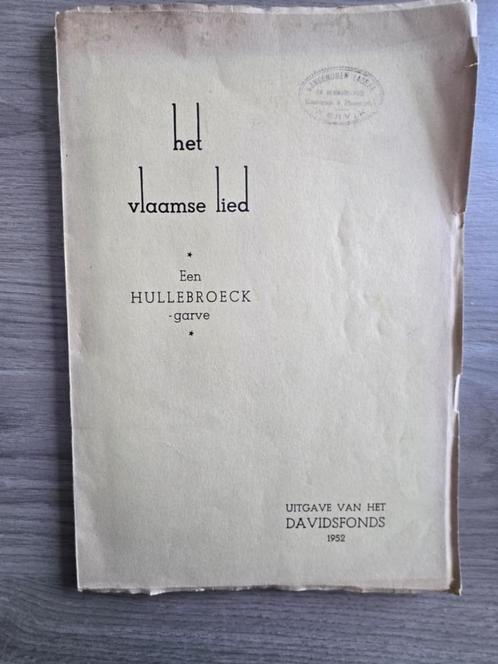 het
vlaamse lied
*
Een
HULLEBROECK
-garve
*
UITGAVE VAN HET
DAVIDSFONDS
1952